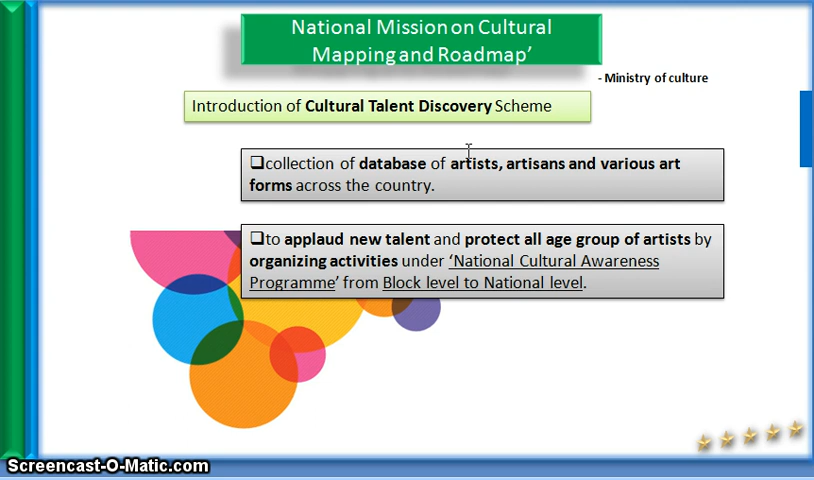 National Mission on Cultural
Mapping and Roadmap’
- Ministry of culture
Introduction of Cultural Talent Discovery Scheme
❑collection of database of artists, artisans and various art
forms across the country.
❑to applaud new talent and protect all age group of artists by
organizing activities under ‘National Cultural Awareness
Programme’ from Block level to National level.
Screencast-O-Matic.com